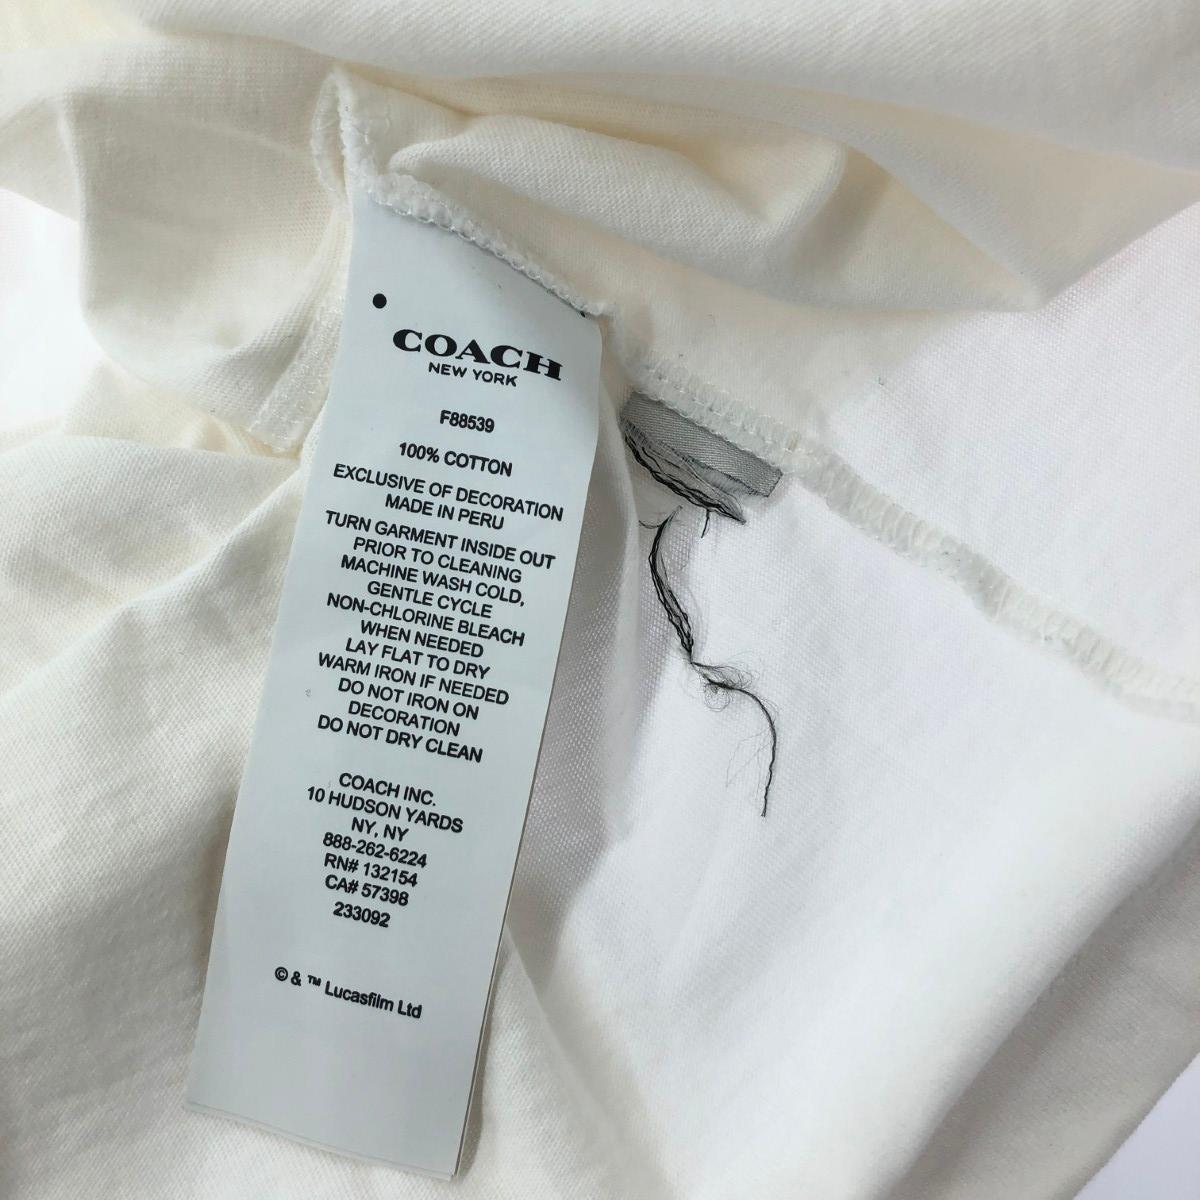 COACH
NEW YORK
F88539
100% COTTON
EXCLUSIVE OF DECORATION
MADE IN PERU
TURN GARMENT INSIDE OUT
PRIOR TO CLEANING
MACHINE WASH COLD,
GENTLE CYCLE
NON-CHLORINE BLEACH
WHEN NEEDED
LAY FLAT TO DRY
WARM IRON IF NEEDED
DO NOT IRON ON
DECORATION
DO NOT DRY CLEAN
COACH INC.
10 HUDSON YARDS
NY, NY
888-262-6224
RN# 132154
CA# 57398
233092
© & ™ Lucasfilm Ltd